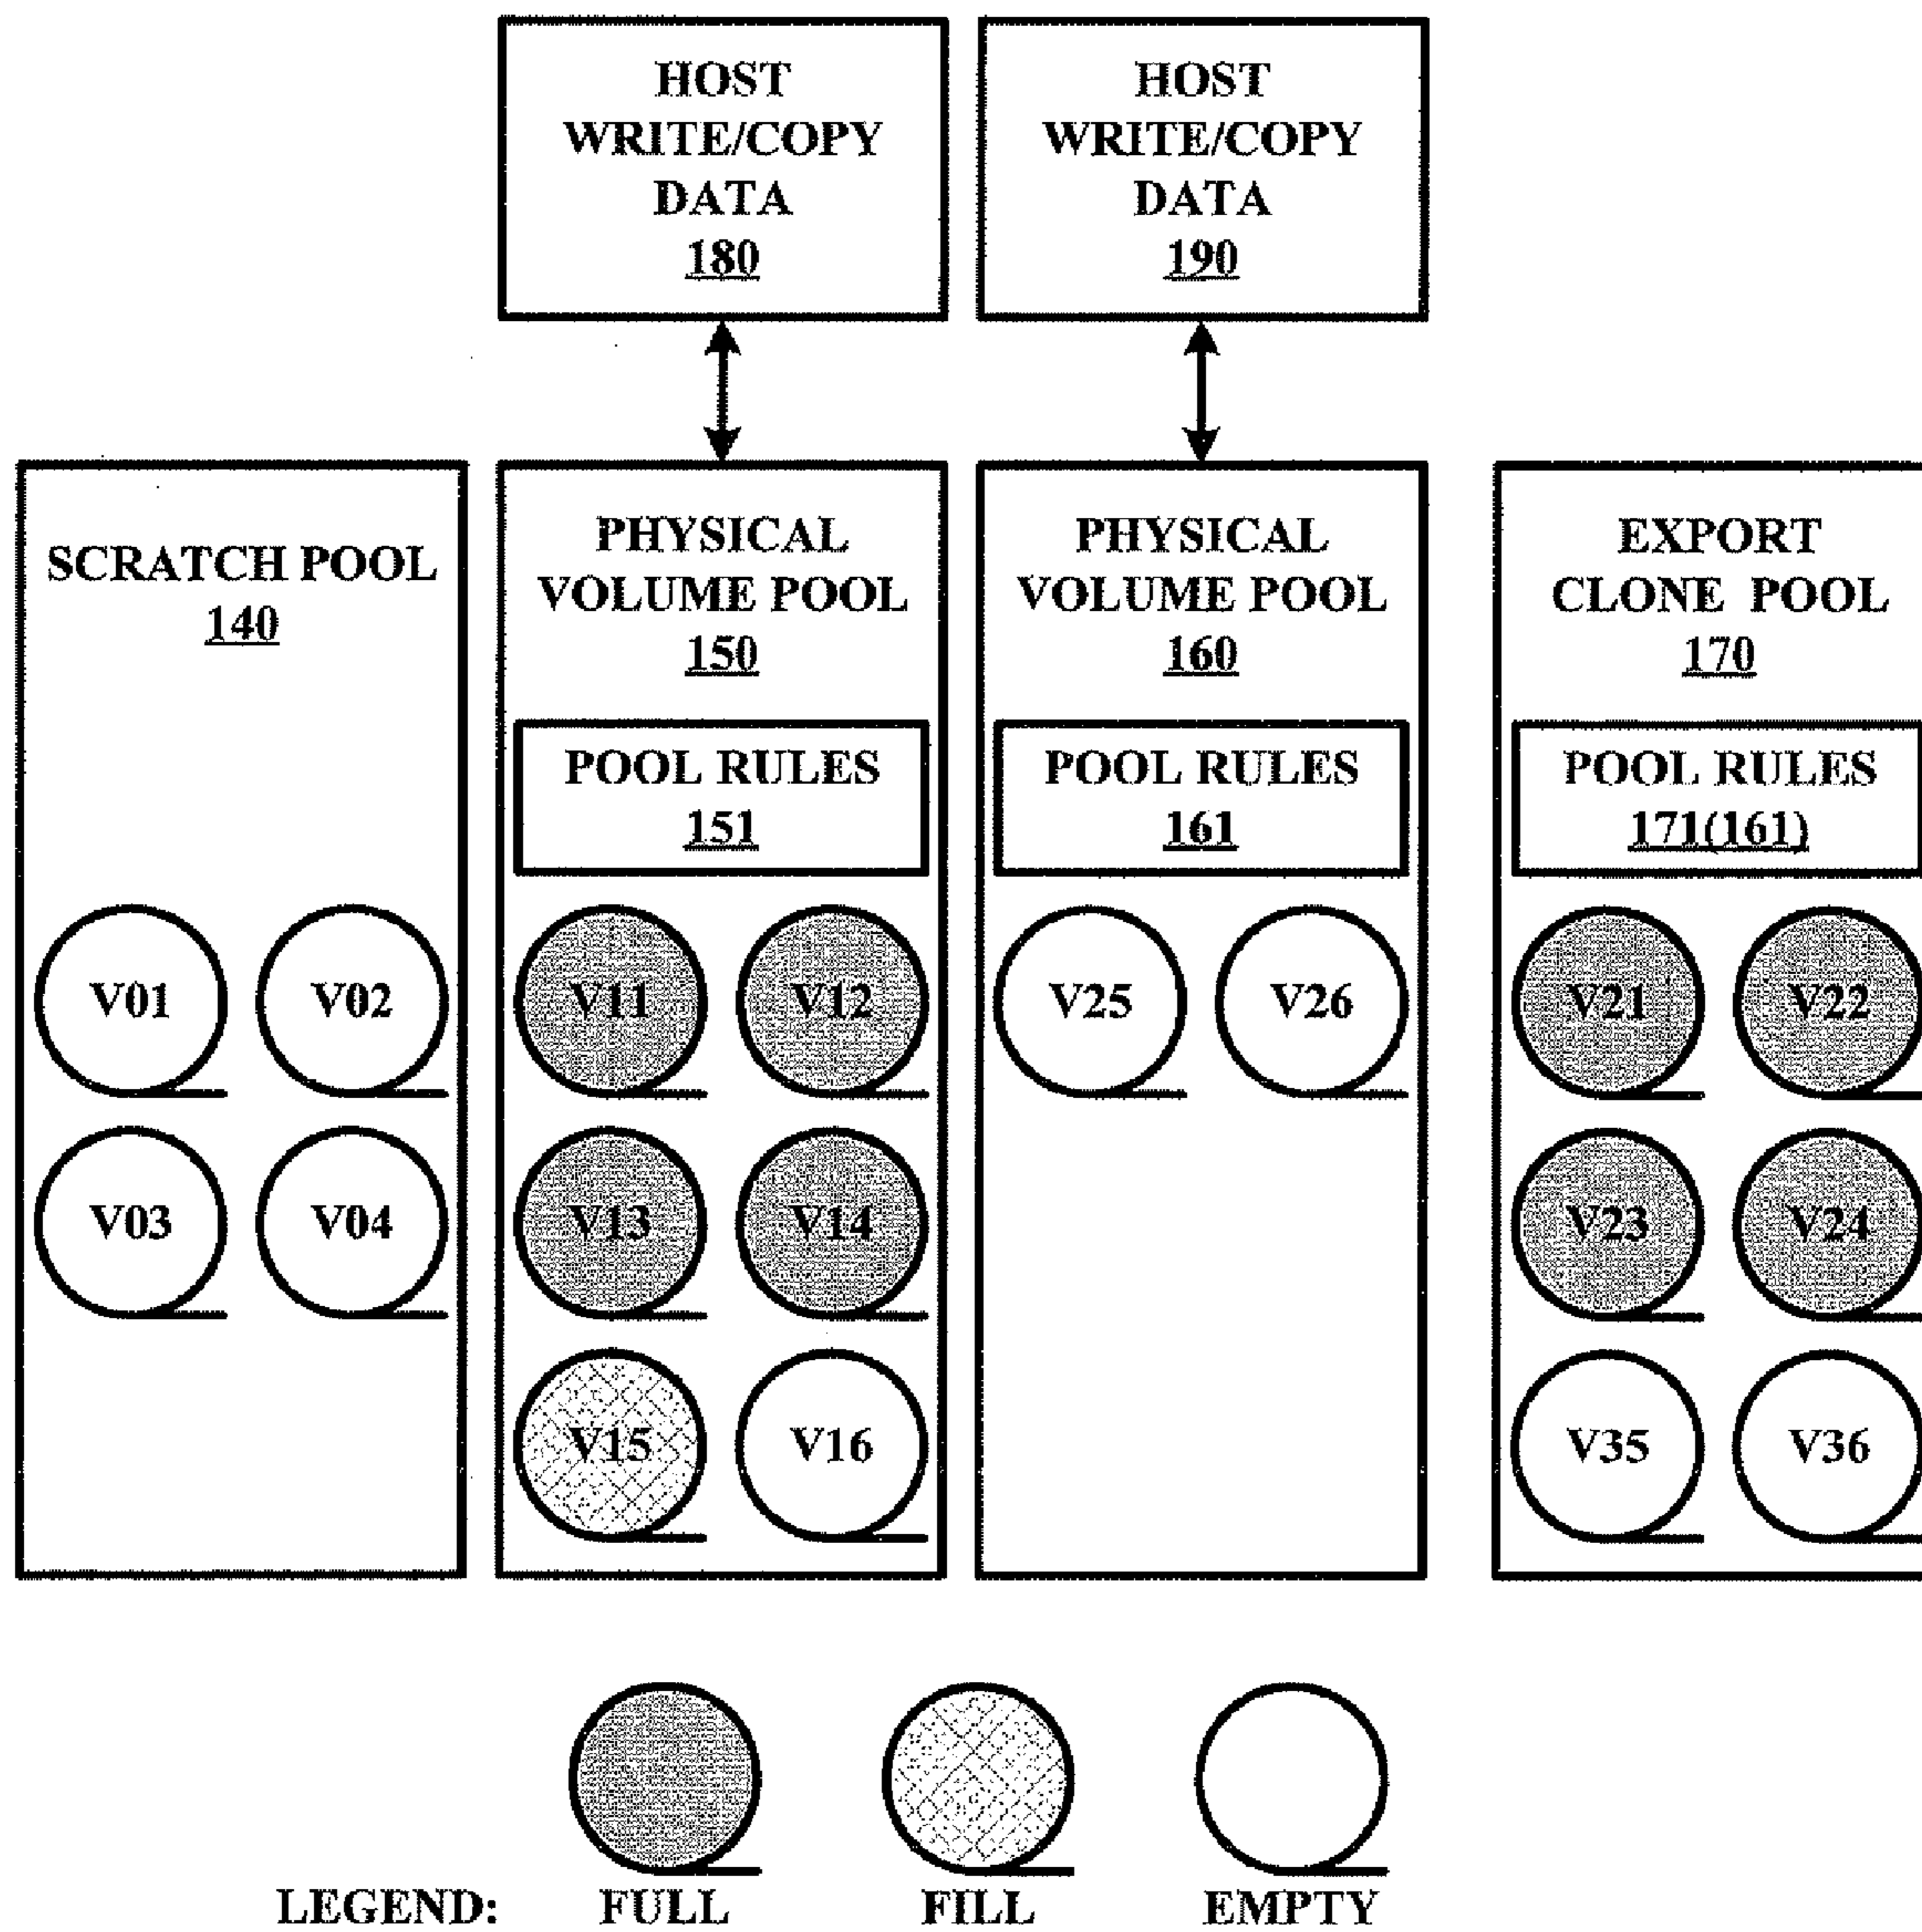 HOST
WRITE/COPY
DATA
180
HOST
WRITE/COPY
DATA
190
SCRATCH POOL
140
V01
V02
V03
V04
PHYSICAL
VOLUME POOL
150
POOL RULES
151
V11
V12
V13
V14
V15
V16
PHYSICAL
VOLUME POOL
160
POOL RULES
161
V25
V26
EXPORT
CLONE POOL
170
POOL RULES
171(161)
V21
V22
V23
V24
V35
V36
LEGEND:
FULL
FILL
EMPTY